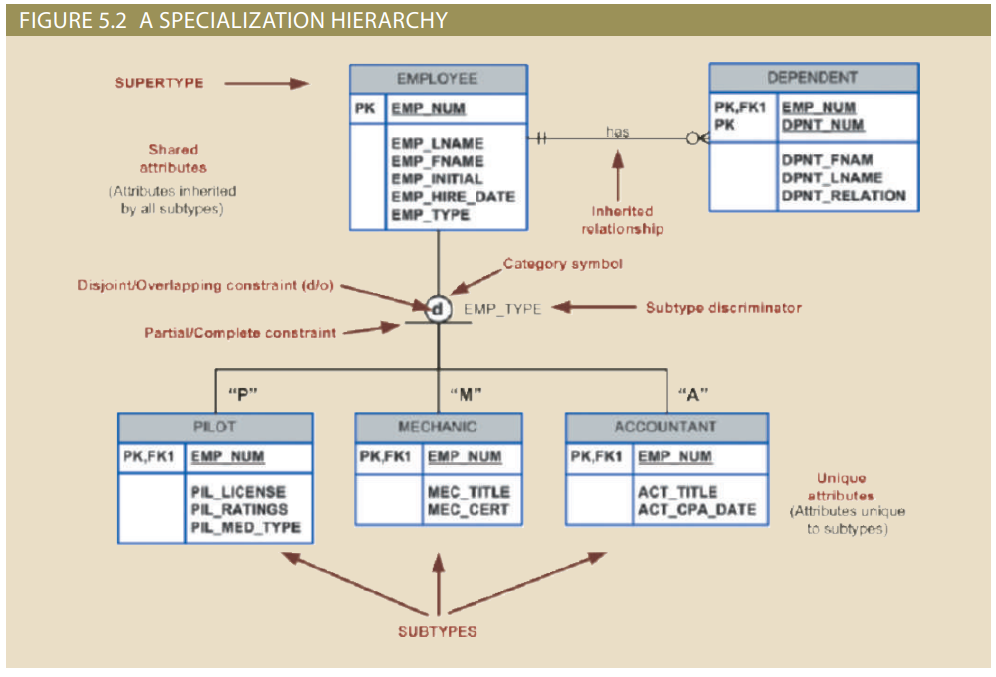 FIGURE 5.2 A SPECIALIZATION HIERARCHY
SUPERTYPE
EMPLOYEE
PK EMP_NUM
EMP_LNAME
EMP_FNAME
EMP_INITIAL
EMP_HIRE_DATE
EMP_TYPE
has
DEPENDENT
PK,FK1 EMP_NUM
PK DPNT_NUM
DPNT_FNAM
DPNT_LNAME
DPNT_RELATION
Shared
attributes
(Attributes inherited
by all subtypes)
Inherited
relationship
Category symbol
Disjoint/Overlapping constraint (d/o)
d
EMP_TYPE
Subtype discriminator
Partial/Complete constraint
"P"
"M"
"A"
PILOT
PK,FK1 EMP_NUM
PIL_LICENSE
PIL_RATINGS
PIL_MED_TYPE
MECHANIC
PK,FK1 EMP_NUM
MEC_TITLE
MEC_CERT
ACCOUNTANT
PK,FK1 EMP_NUM
ACT_TITLE
ACT_CPA_DATE
Unique
attributes
(Attributes unique
to subtypes)
SUBTYPES